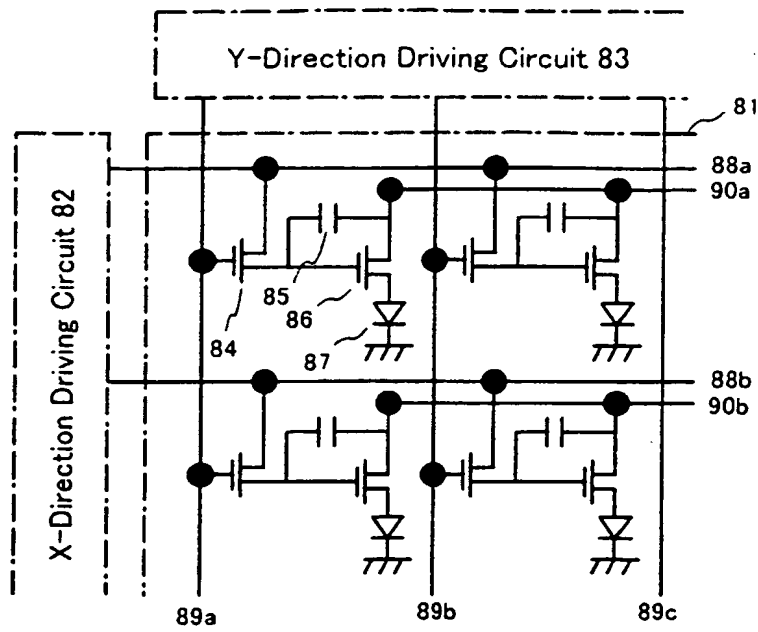 Y-Direction Driving Circuit 83
81
X-Direction Driving Circuit 82
88a
90a
85
86
84
87
88b
90b
89a
89b
89c